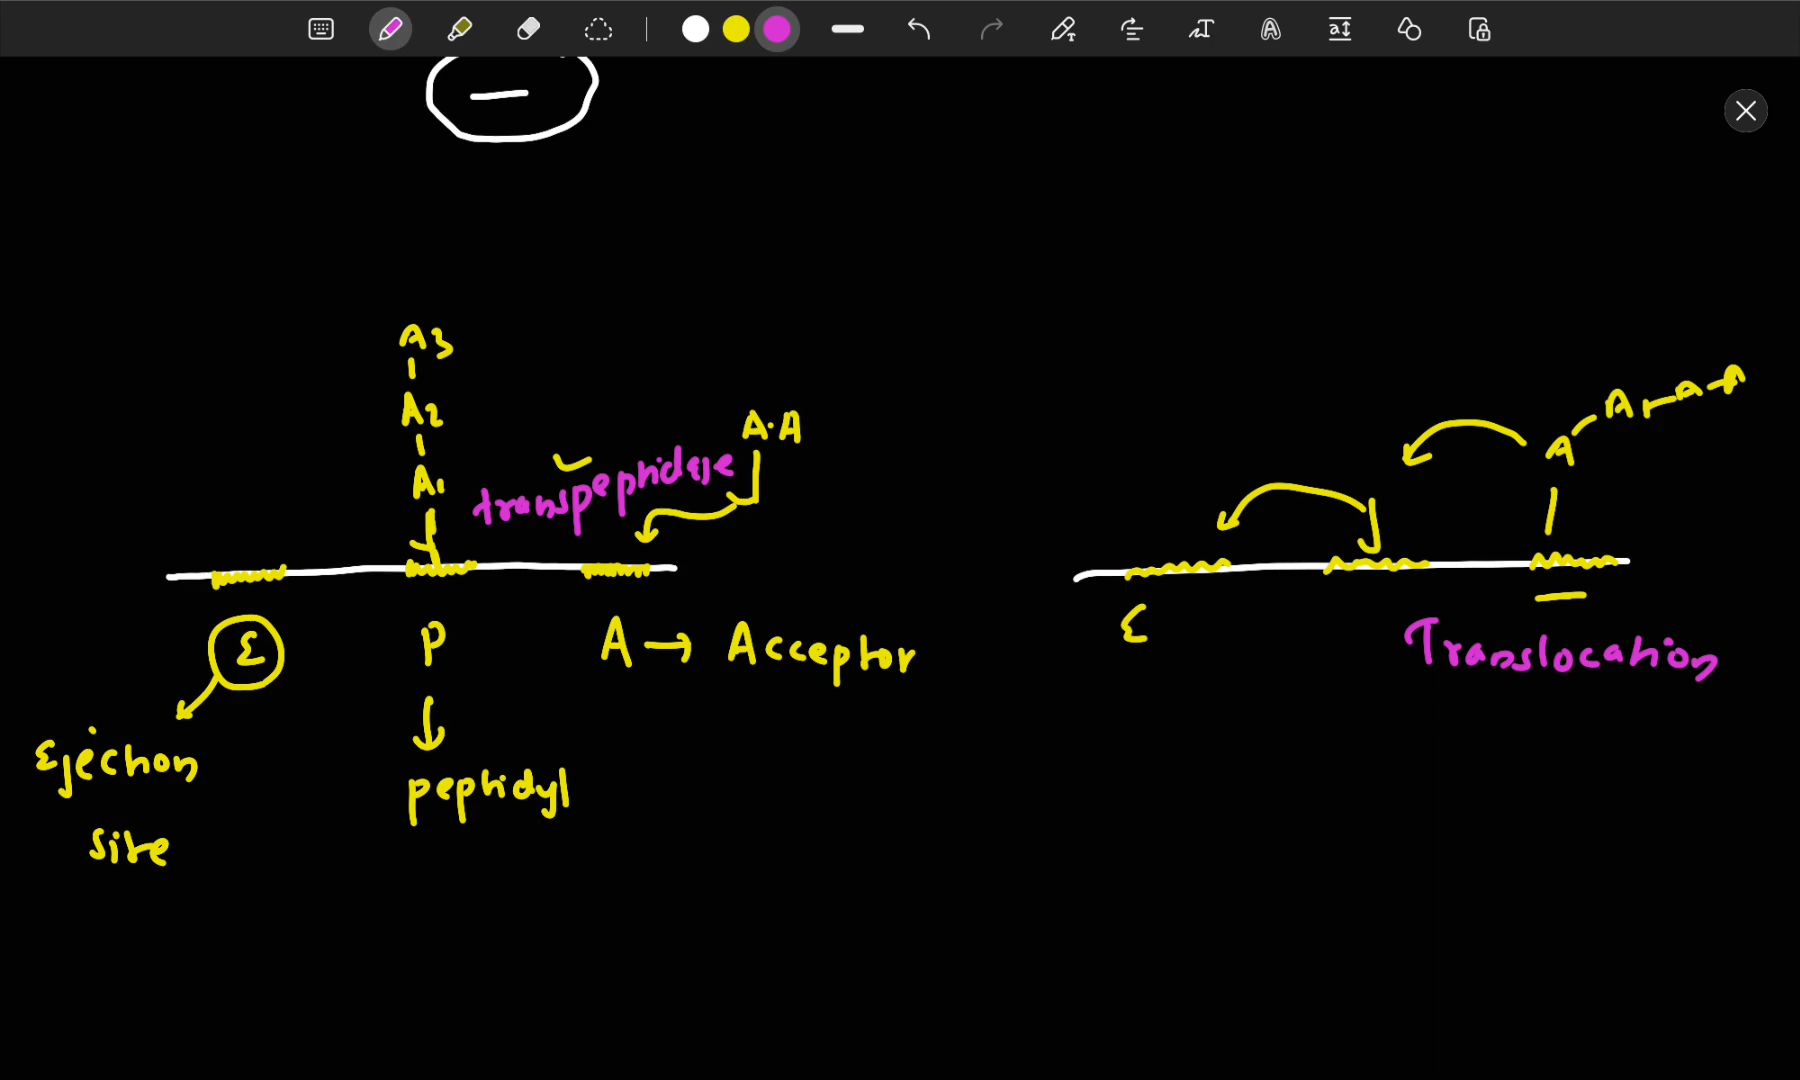 A3
A2
A1
transpeptidase
A.A
E
P
A → Acceptor
Ejection
site
peptidyl
A-A-A
A
E
Translocation